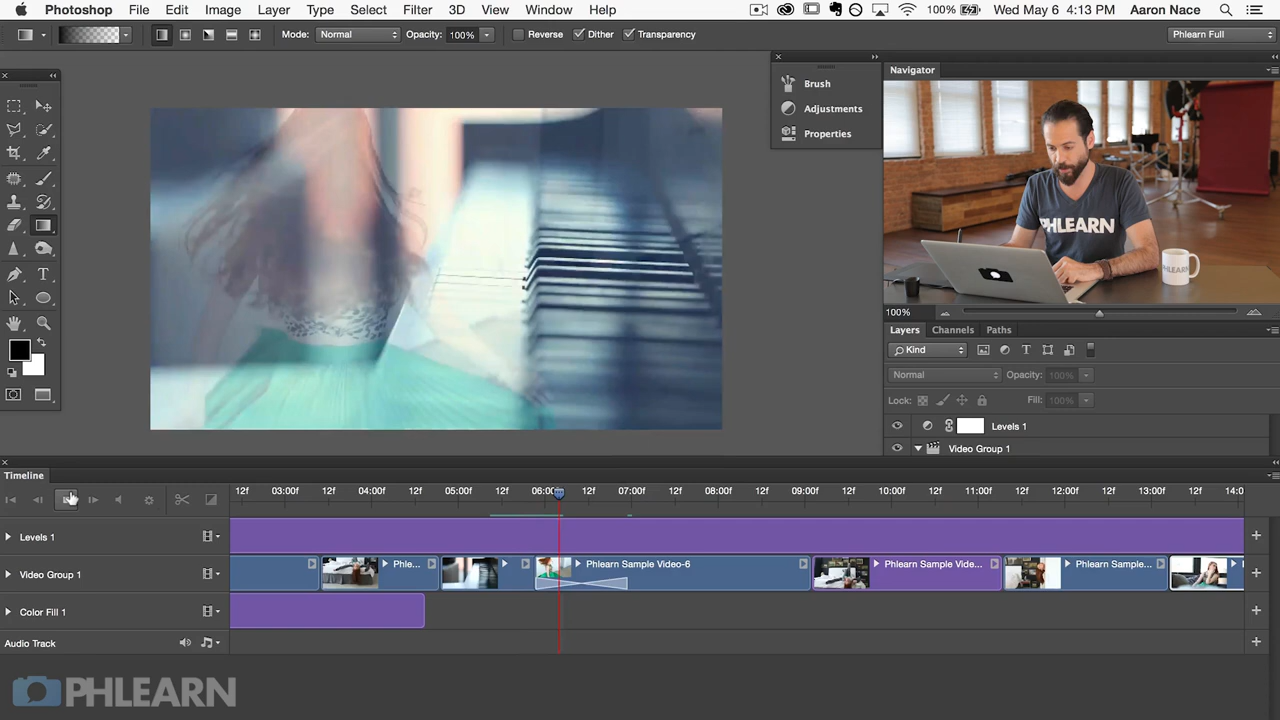 Photoshop File Edit Image Layer Type Select Filter 3D View Window Help 100% Wed May 6 4:13 PM Aaron Nace
Mode: Normal Opacity: 100% Reverse Dither Transparency Phlearn Full
Navigator
Brush
Adjustments
Properties
PHLEARN
PHLEARN
100%
Layers Channels Paths
Kind
Normal Opacity: 100%
Lock: Fill: 100%
Levels 1
Video Group 1
Timeline
12f 03:00f 12f 04:00f 12f 05:00f 12f 06:00f 12f 07:00f 12f 08:00f 12f 09:00f 12f 10:00f 12f 11:00f 12f 12:00f 12f 13:00f 12f 14:0
Levels 1
Video Group 1 Phle... Phlearn Sample Video-6 Phlearn Sample Vide... Phlearn Sample...
Color Fill 1
Audio Track
PHLEARN